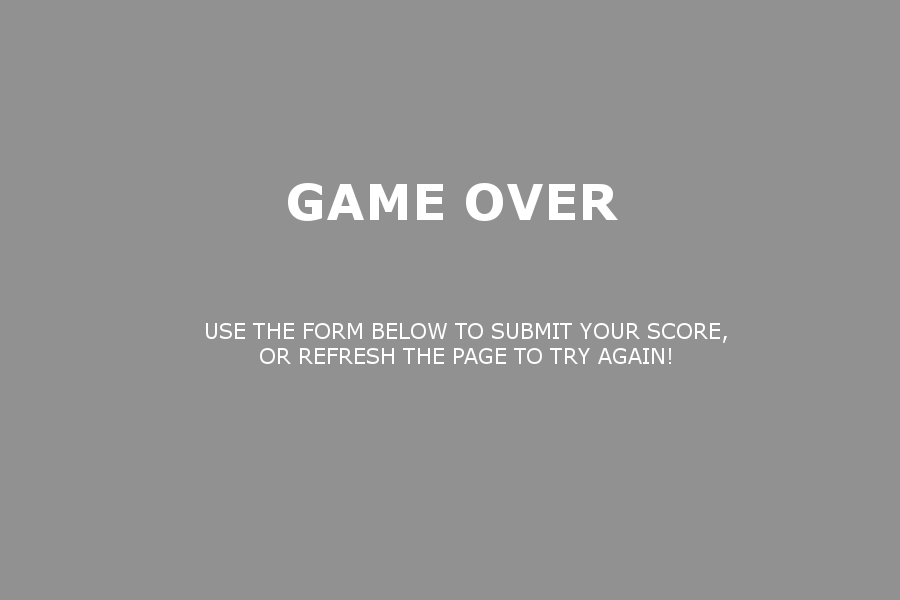 GAME OVER
USE THE FORM BELOW TO SUBMIT YOUR SCORE,
OR REFRESH THE PAGE TO TRY AGAIN!